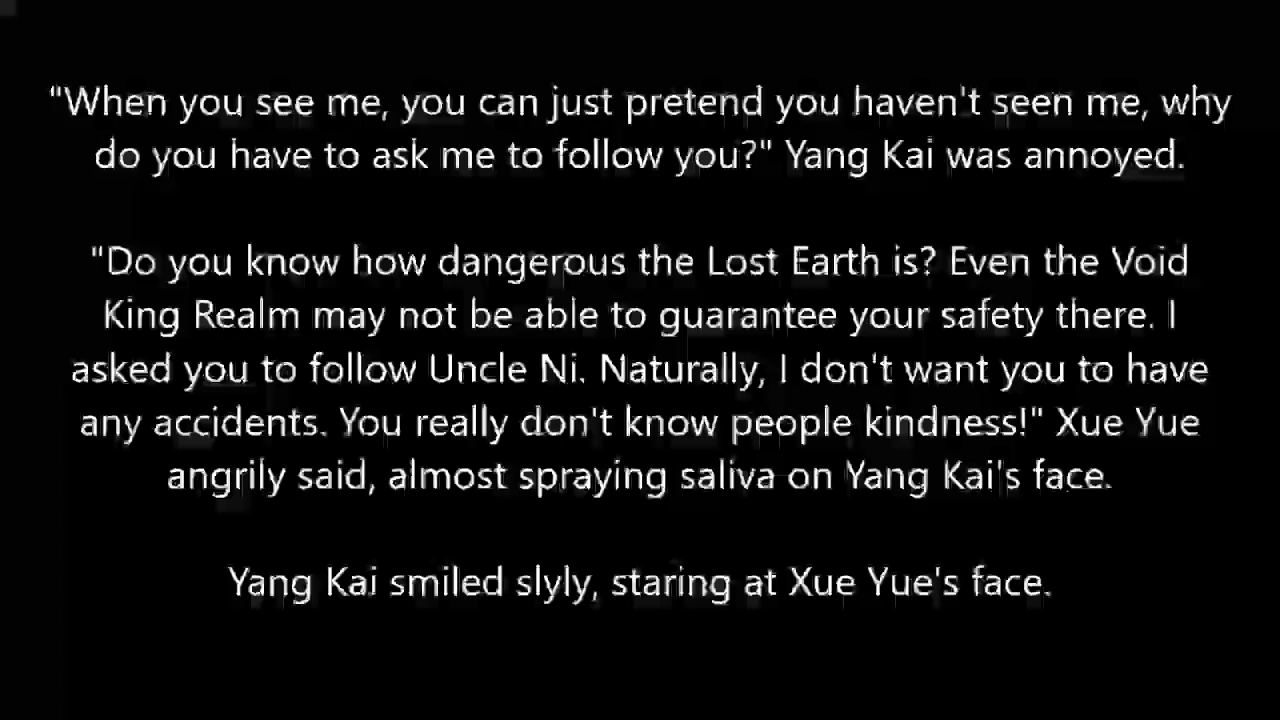 "When you see me, you can just pretend you haven't seen me, why
do you have to ask me to follow you?" Yang Kai was annoyed.
"Do you know how dangerous the Lost Earth is? Even the Void
King Realm may not be able to guarantee your safety there. I
asked you to follow Uncle Ni. Naturally, I don't want you to have
any accidents. You really don't know people kindness!" Xue Yue
angrily said, almost spraying saliva on Yang Kai's face.
Yang Kai smiled slyly, staring at Xue Yue's face.